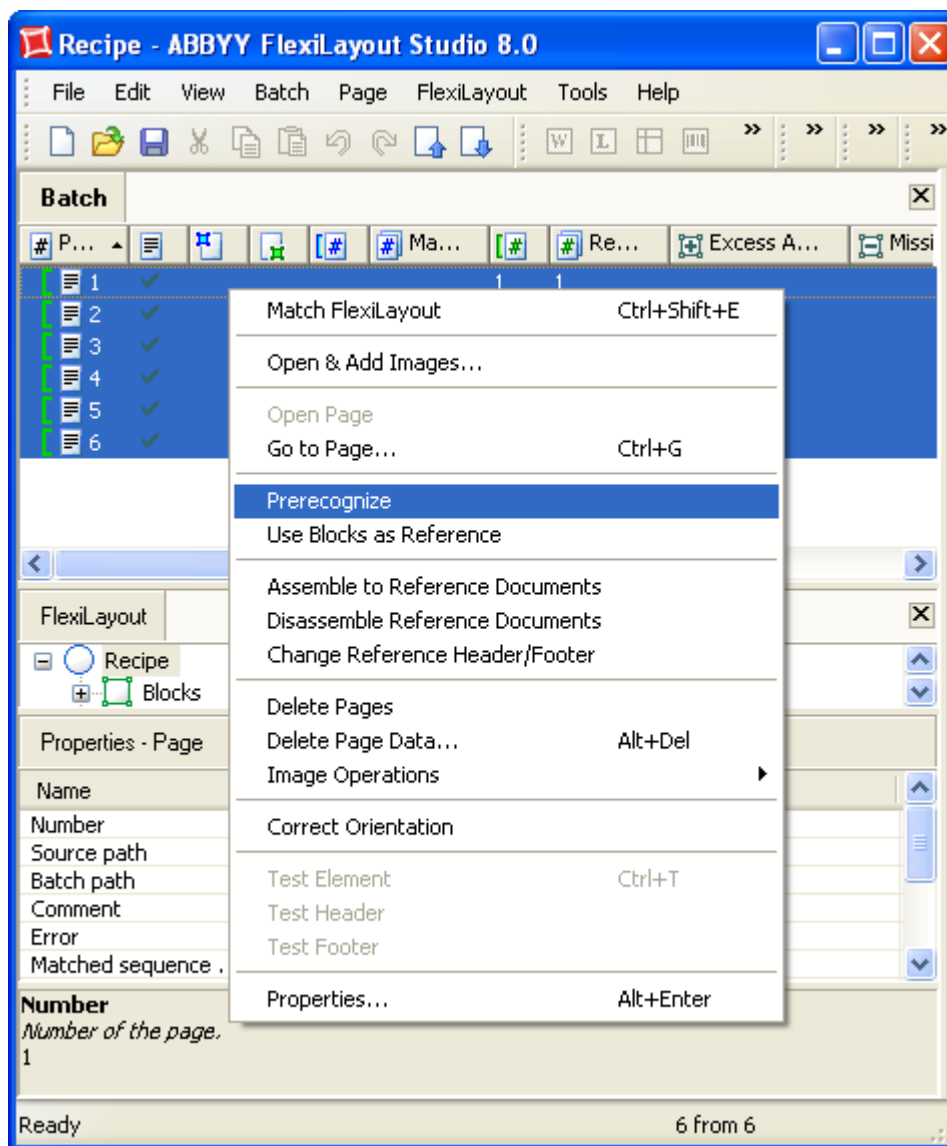 Recipe - ABBYY FlexiLayout Studio 8.0
File Edit View Batch Page FlexiLayout Tools Help
Batch
P... Ma... Re... Excess A... Missi
1 1 1
2
3
4
5
6
Match FlexiLayout Ctrl+Shift+E
Open & Add Images...
Open Page
Go to Page... Ctrl+G
Prerecognize
Use Blocks as Reference
Assemble to Reference Documents
Disassemble Reference Documents
Change Reference Header/Footer
Delete Pages
Delete Page Data... Alt+Del
Image Operations
Correct Orientation
Test Element Ctrl+T
Test Header
Test Footer
Properties... Alt+Enter
FlexiLayout
Recipe
Blocks
Properties - Page
Name
Number
Source path
Batch path
Comment
Error
Matched sequence .
Number
Number of the page.
1
Ready 6 from 6